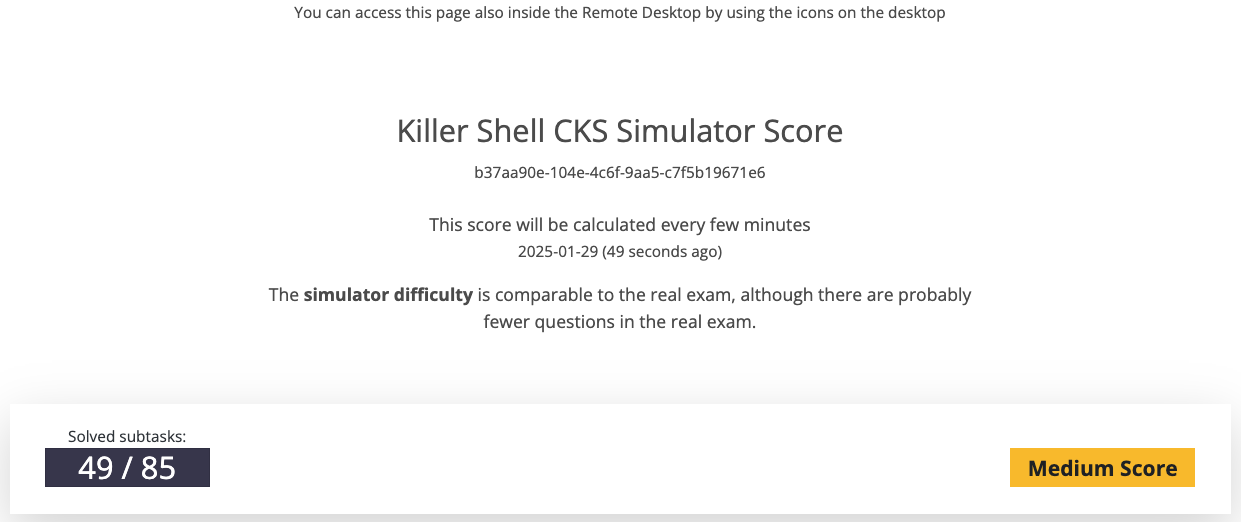 You can access this page also inside the Remote Desktop by using the icons on the desktop
Killer Shell CKS Simulator Score
b37aa90e-104e-4c6f-9aa5-c7f5b19671e6
This score will be calculated every few minutes
2025-01-29 (49 seconds ago)
The simulator difficulty is comparable to the real exam, although there are probably
fewer questions in the real exam.
Solved subtasks:
49 / 85
Medium Score